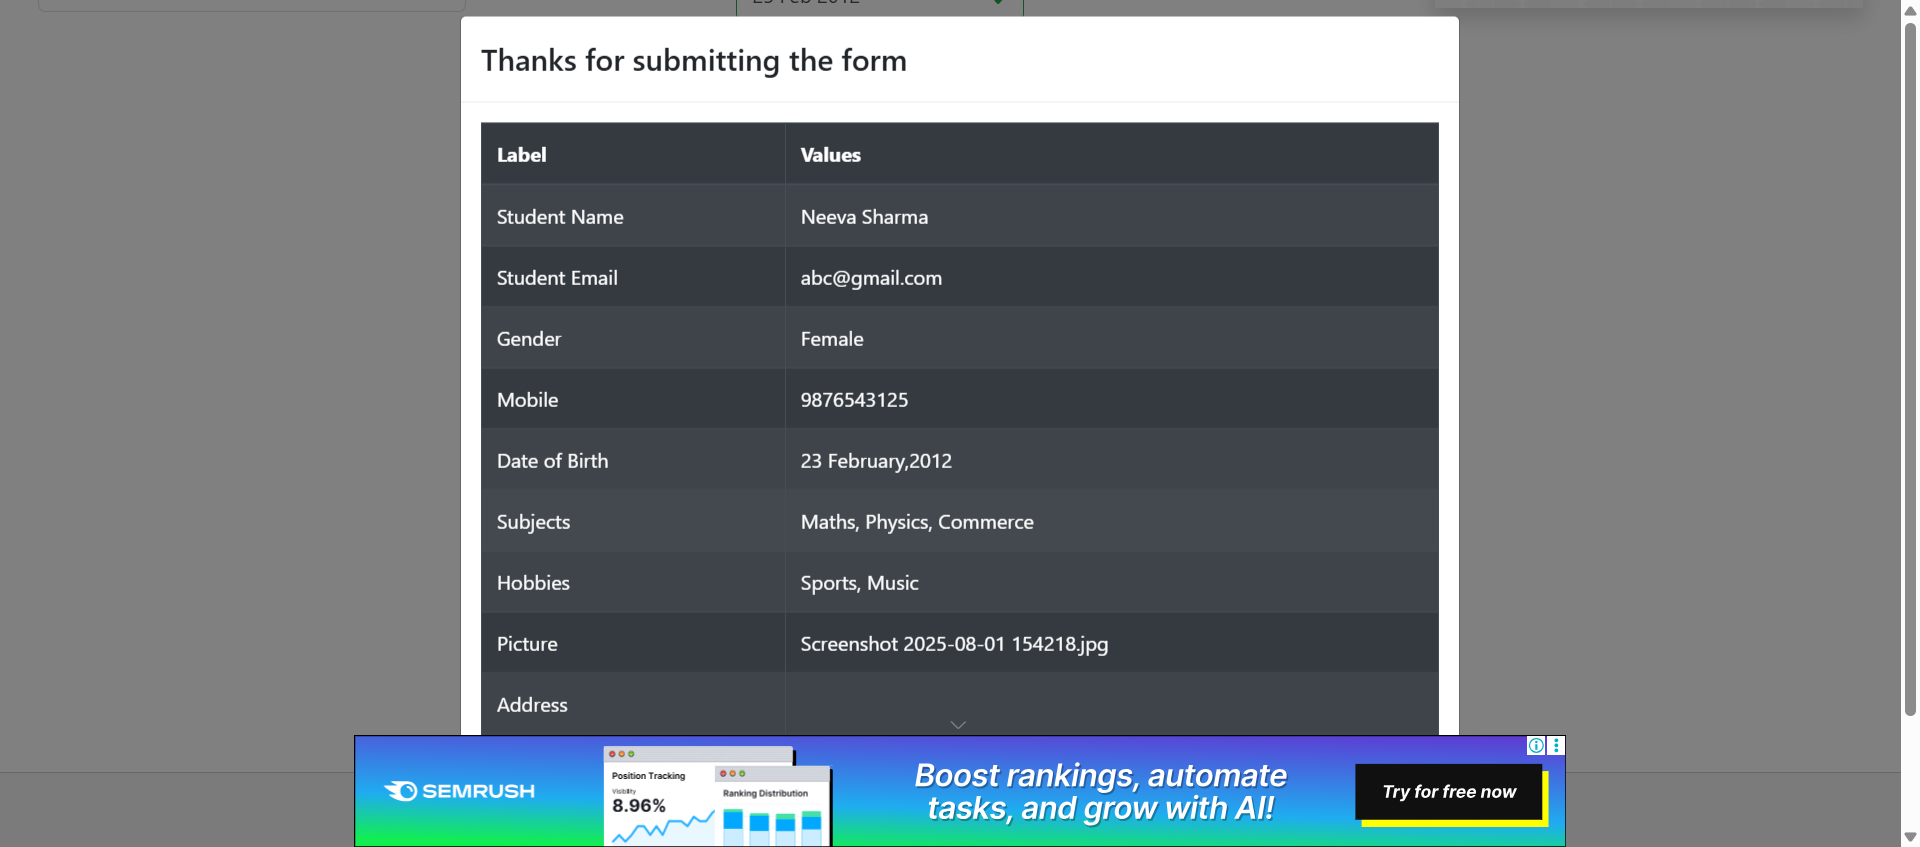 23 Feb 2012
Thanks for submitting the form
Label Values
Student Name Neeva Sharma
Student Email abc@gmail.com
Gender Female
Mobile 9876543125
Date of Birth 23 February,2012
Subjects Maths, Physics, Commerce
Hobbies Sports, Music
Picture Screenshot 2025-08-01 154218.jpg
Address
SEMRUSH
Position Tracking
Visibility
8.96%
Ranking Distribution
Boost rankings, automate
tasks, and grow with AI!
Try for free now